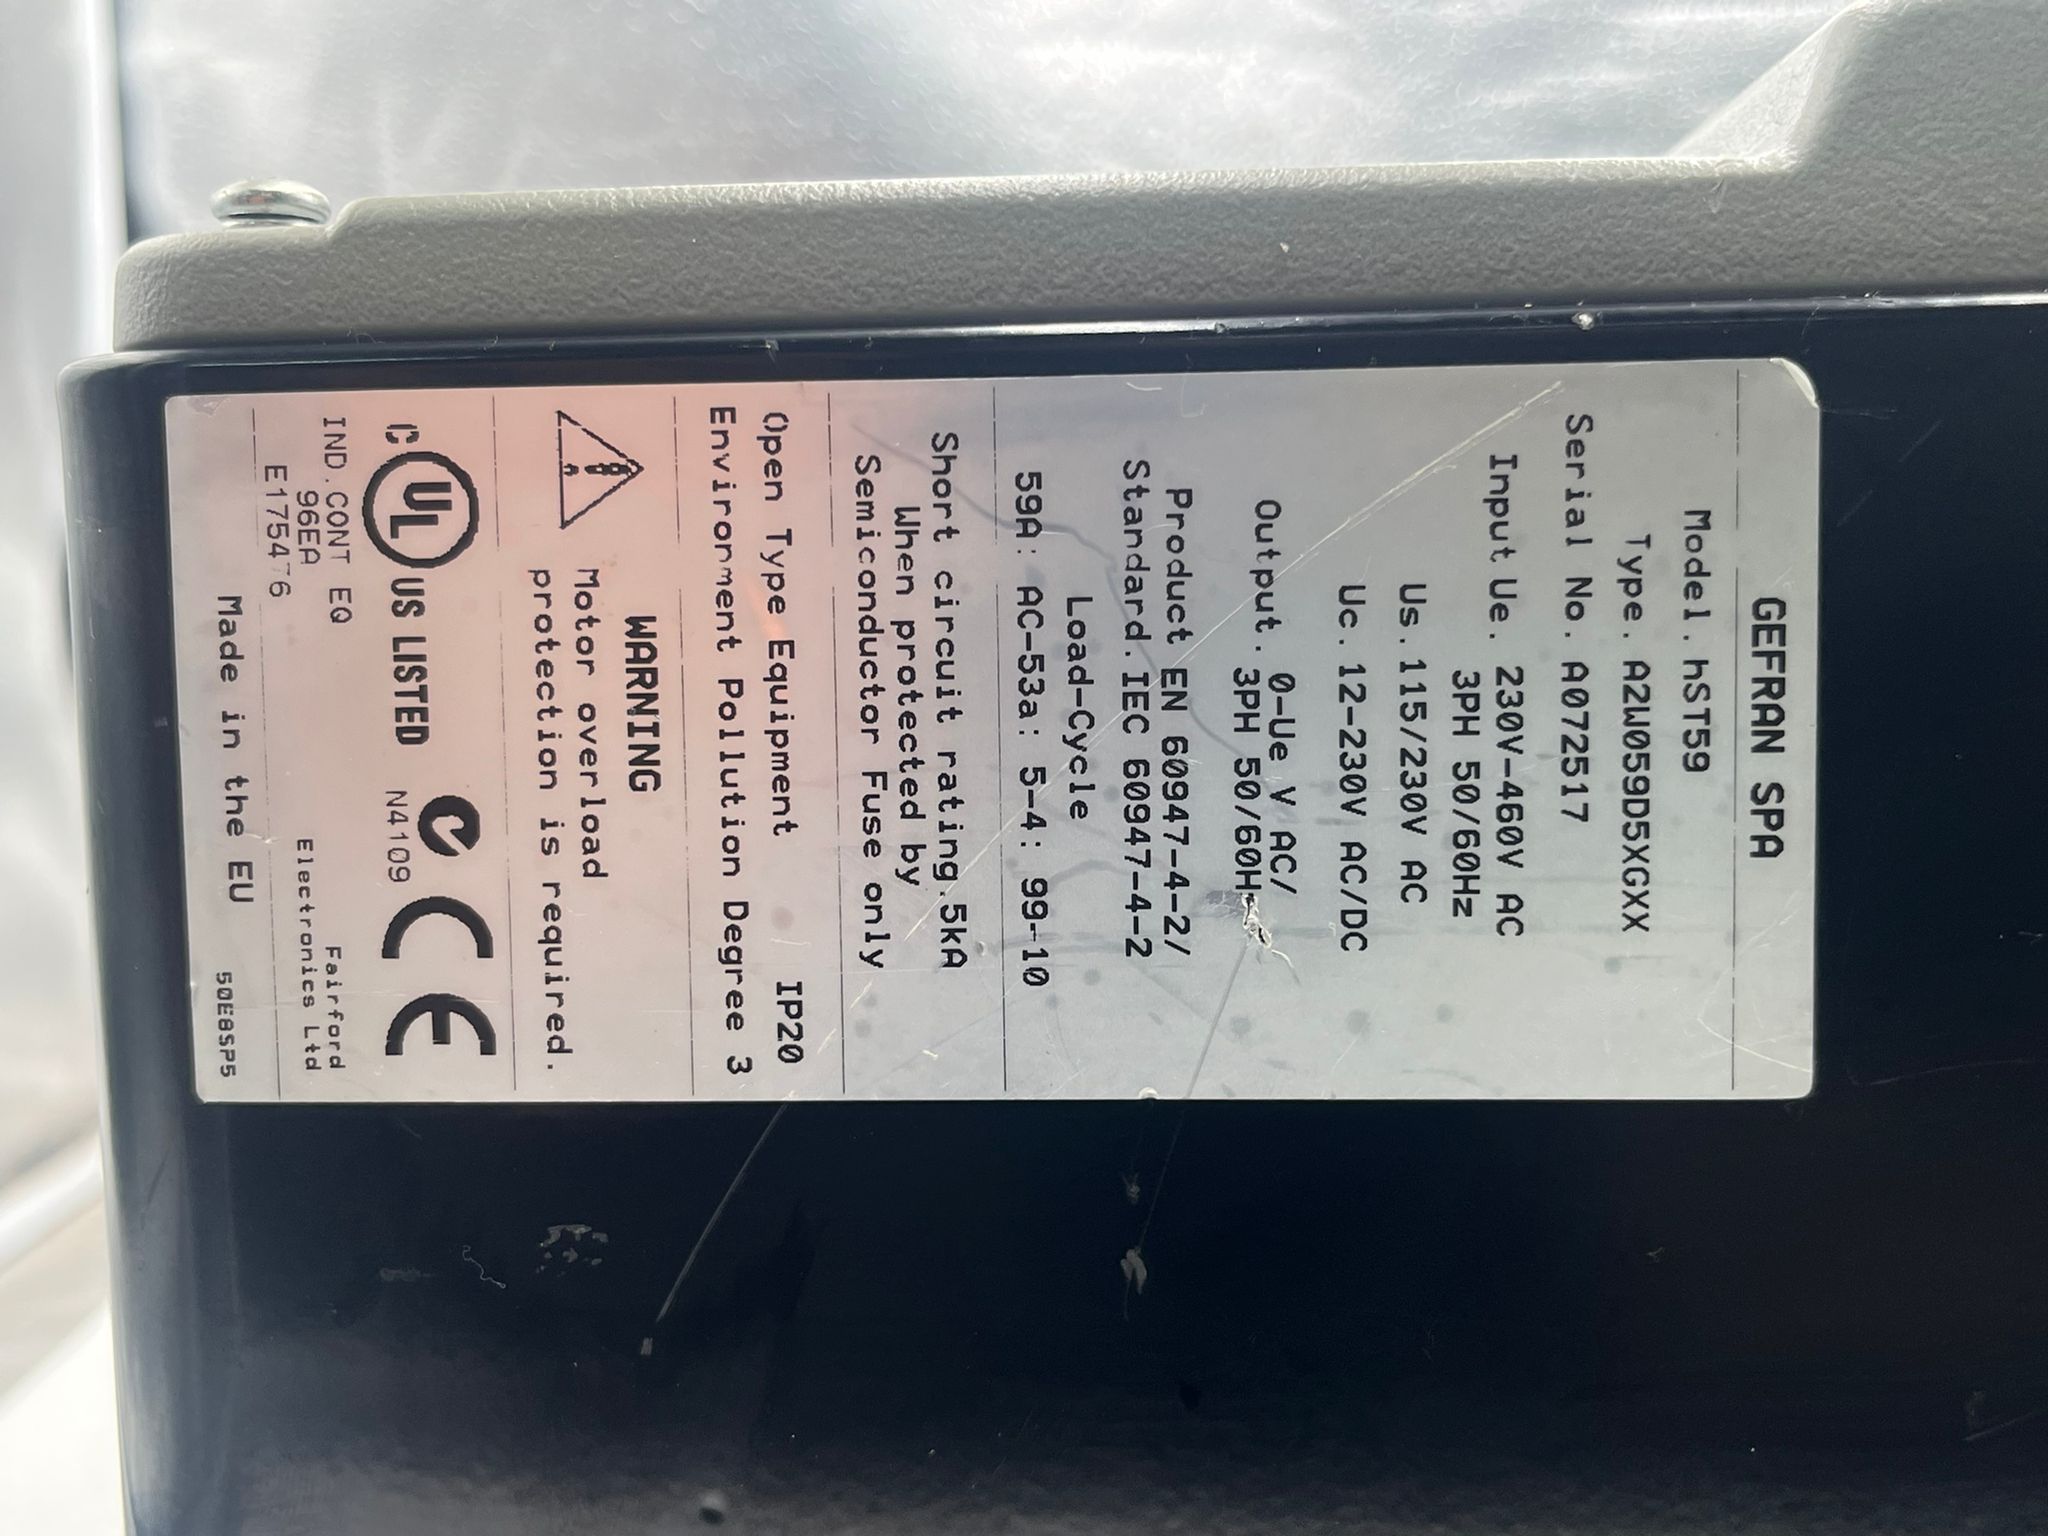 GEFRAN SPA
Model. hST59
Type. A2W059D5XGXX
Serial No. A072517
Input Ue. 230V-460V AC
3PH 50/60Hz
Us. 115/230V AC
Uc. 12-230V AC/DC
Output. 0-Ue V AC/
3PH 50/60Hz
Product EN 60947-4-2/
Standard. IEC 60947-4-2
Load-Cycle
59A: AC-53a: 5-4: 99-10
Short circuit rating.5kA
When protected by
Semiconductor Fuse only
Open Type Equipment IP20
Environment Pollution Degree 3
WARNING
Motor overload
protection is required.
C UL US LISTED CE
N4109
IND.CONT EQ
96EA
E175476
Fairford
Electronics Ltd
Made in the EU 50E8SP5